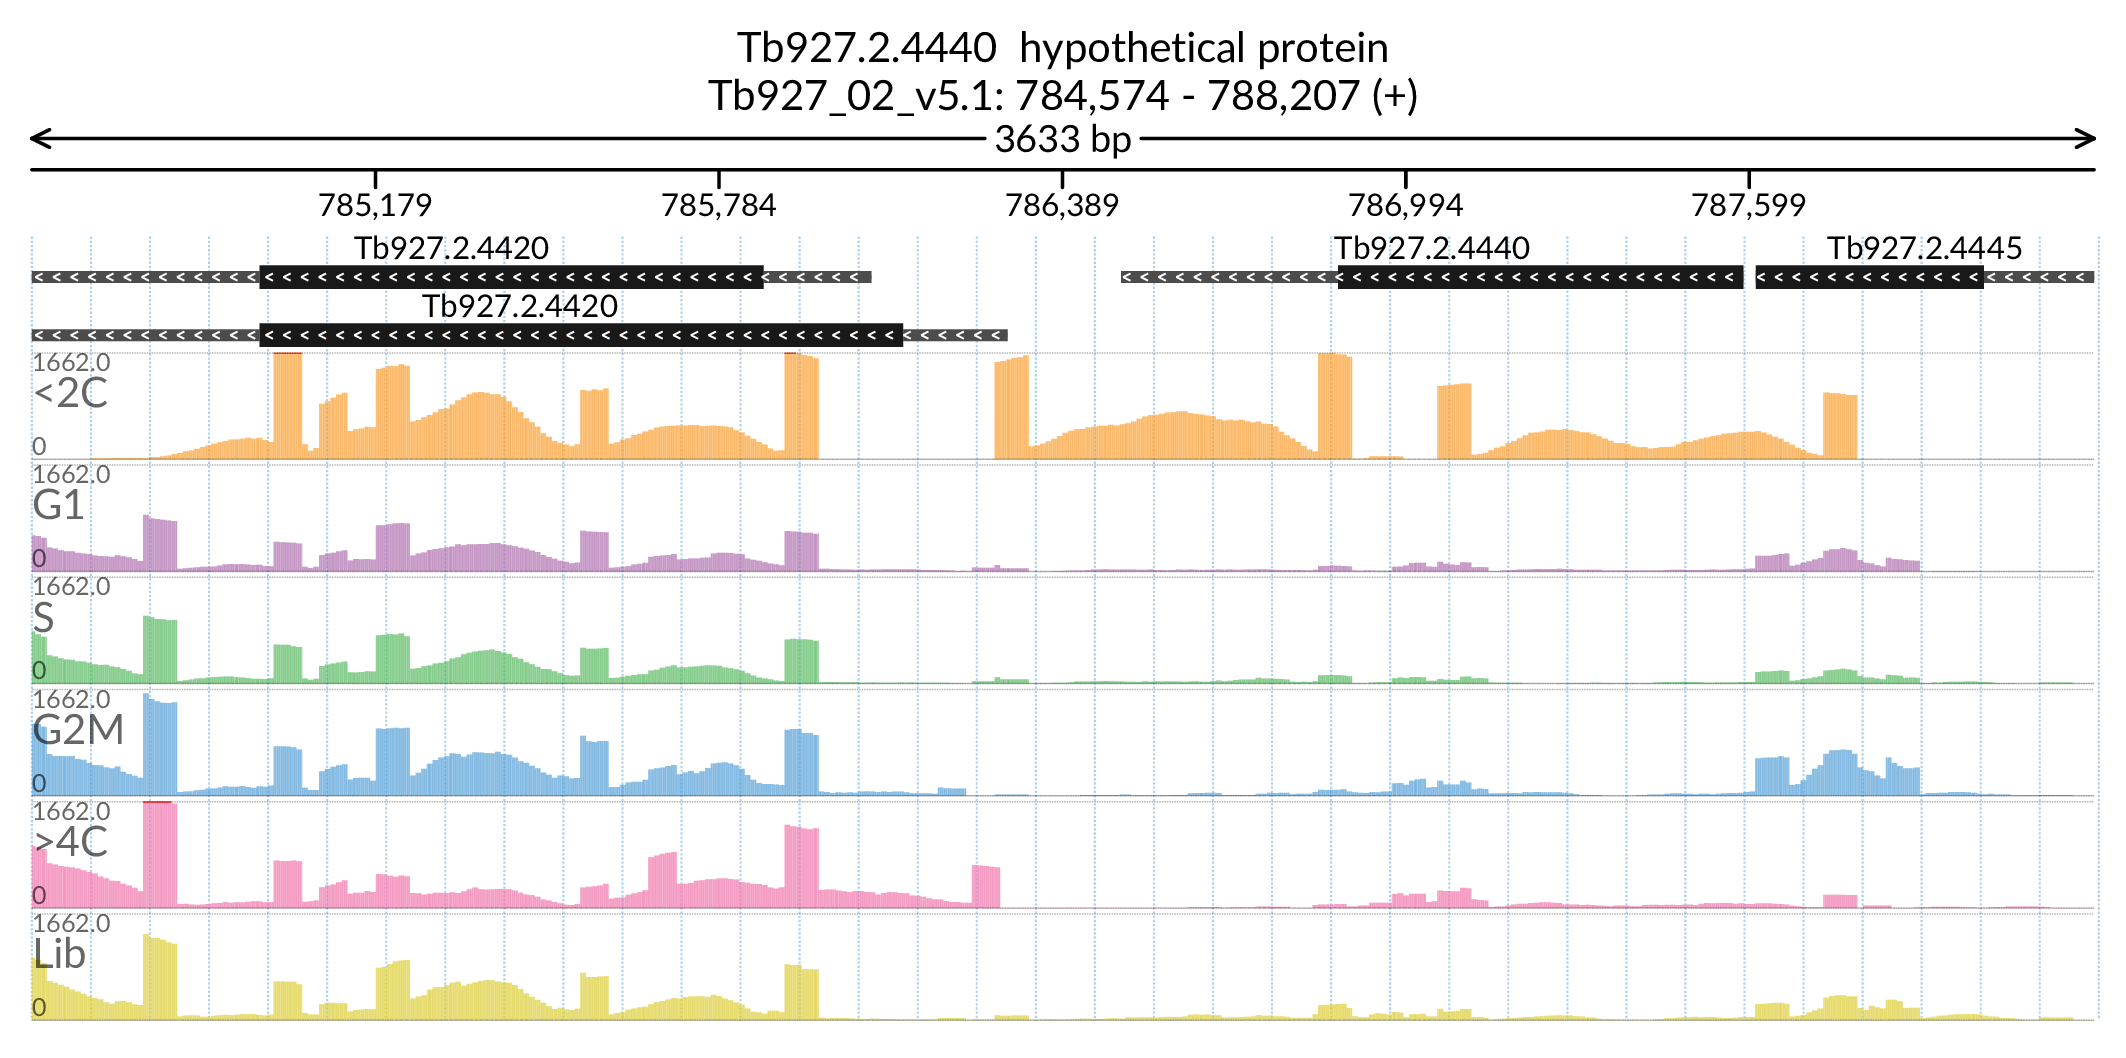 Tb927.2.4440  hypothetical protein
Tb927_02_v5.1: 784,574 - 788,207 (+)
3633 bp
785,179 785,784 786,389 786,994 787,599
Tb927.2.4420 Tb927.2.4440 Tb927.2.4445
Tb927.2.4420
1662.0
<2C
0
1662.0
G1
0
1662.0
S
0
1662.0
G2M
0
1662.0
>4C
0
1662.0
Lib
0